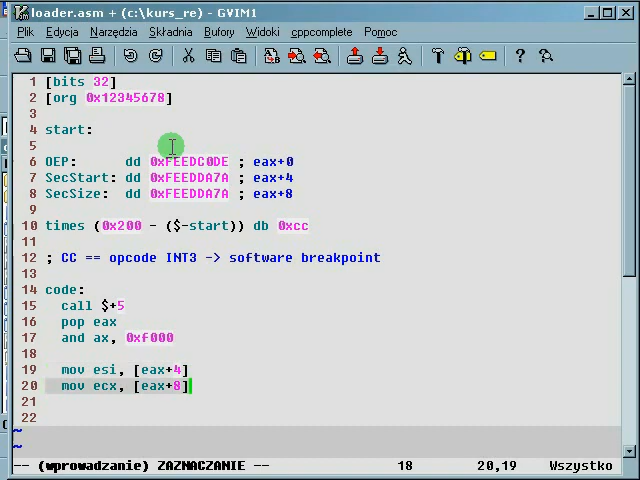 loader.asm + (c:\kurs_re) - GVIM1
Plik Edycja Narzędzia Składnia Bufory Widoki cppcomplete Pomoc
1 [bits 32]
2 [org 0x12345678]
3
4 start:
5
6 OEP: dd 0xFEEDC0DE ; eax+0
7 SecStart: dd 0xFEEDDA7A ; eax+4
8 SecSize: dd 0xFEEDDA7A ; eax+8
9
10 times (0x200 - ($-start)) db 0xcc
11
12 ; CC == opcode INT3 -> software breakpoint
13
14 code:
15 call $+5
16 pop eax
17 and ax, 0xf000
18
19 mov esi, [eax+4]
20 mov ecx, [eax+8]
21
22
~
~
-- (wprowadzanie) ZAZNACZANIE -- 18 20,19 Wszystko